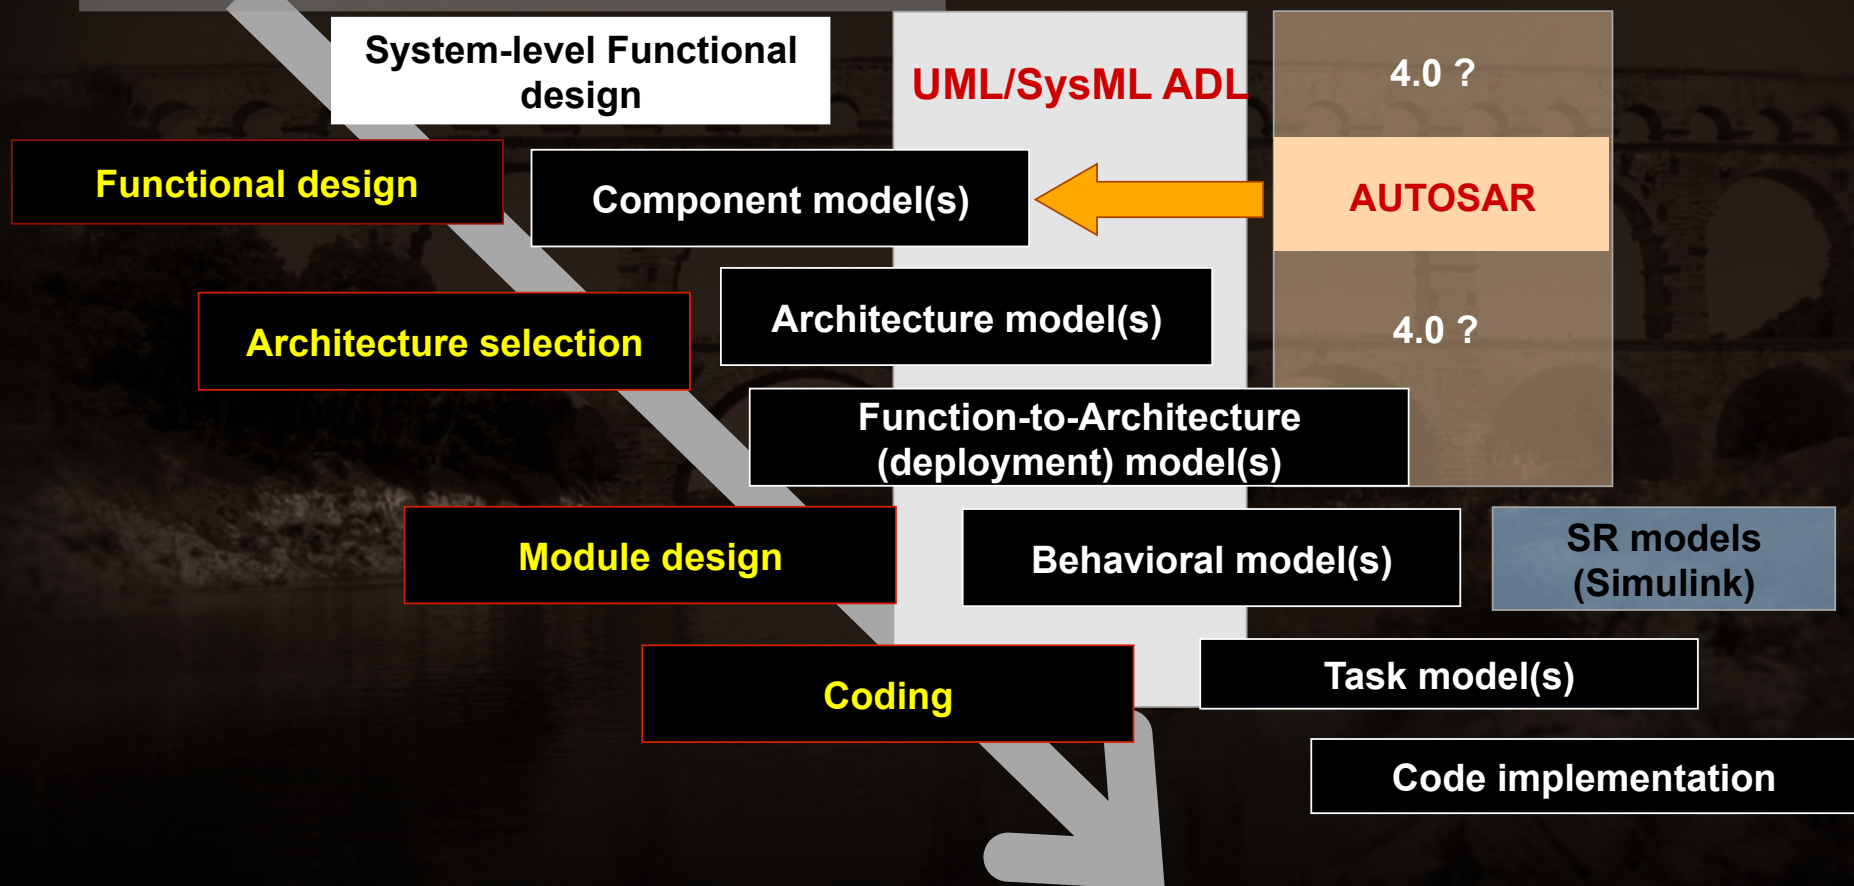 System-level Functional
design
UML/SysML ADL
4.0 ?
Functional design
Component model(s)
AUTOSAR
Architecture selection
Architecture model(s)
4.0 ?
Function-to-Architecture
(deployment) model(s)
Module design
Behavioral model(s)
SR models
(Simulink)
Coding
Task model(s)
Code implementation